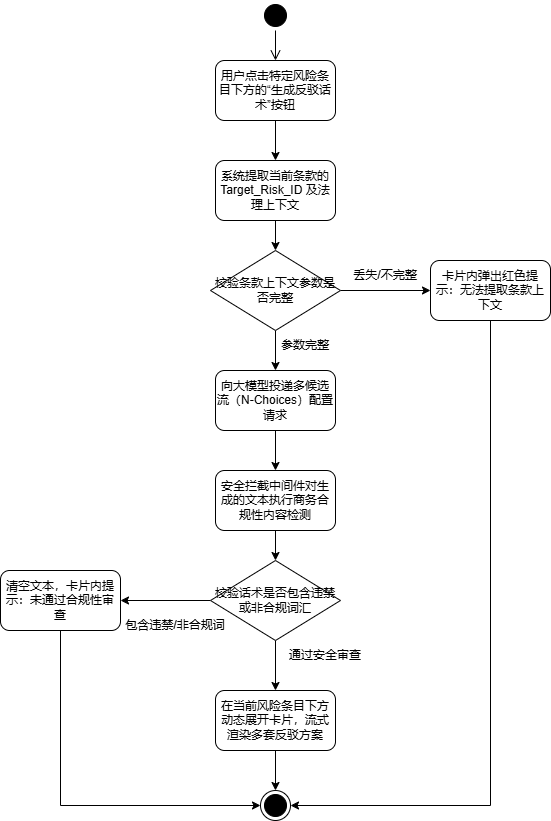 用户点击特定风险条
目下方的“生成反驳话
术”按钮
系统提取当前条款的
Target_Risk_ID 及法
理上下文
校验条款上下文参数是
否完整
丢失/不完整
卡片内弹出红色提
示：无法提取条款上
下文
参数完整
向大模型投递多候选
流（N-Choices）配置
请求
安全拦截中间件对生
成的文本执行商务合
规性内容检测
校验话术是否包含违禁
或非合规词汇
清空文本，卡片内提
示：未通过合规性审
查
包含违禁/非合规词
通过安全审查
在当前风险条目下方
动态展开卡片，流式
渲染多套反驳方案